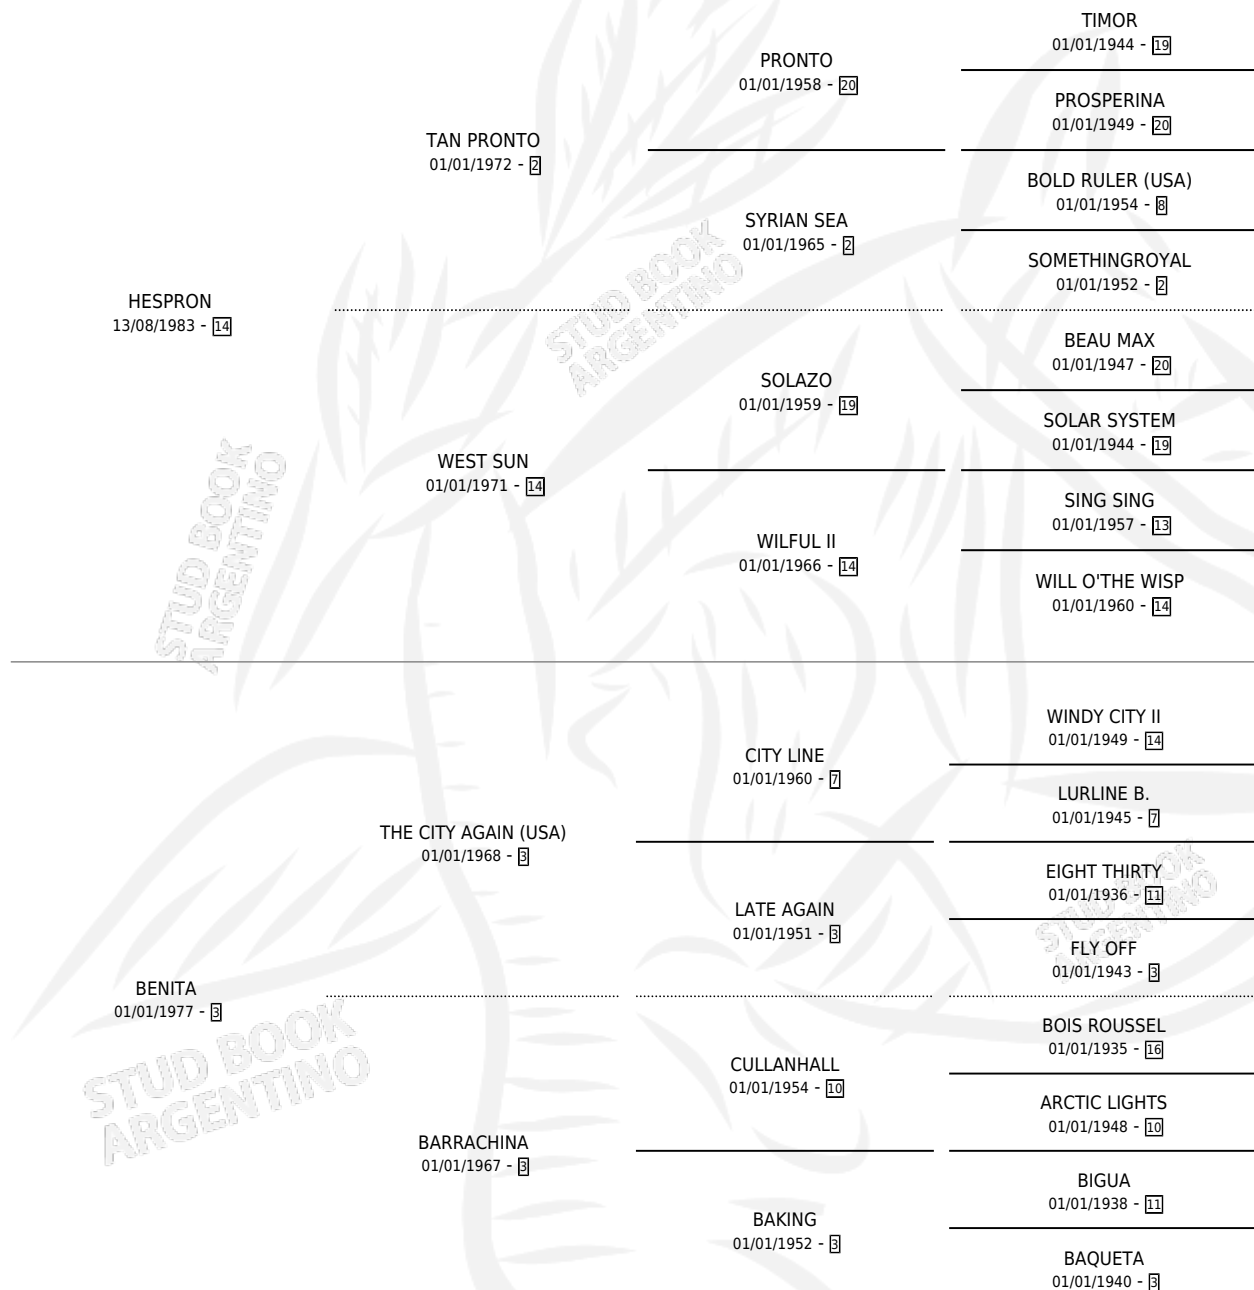 TIMOR
01/01/1944 - 19
PRONTO
01/01/1958 - 20
PROSPERINA
01/01/1949 - 20
TAN PRONTO
01/01/1972 - 2
BOLD RULER (USA)
01/01/1954 - 8
SYRIAN SEA
01/01/1965 - 2
SOMETHINGROYAL
01/01/1952 - 2
HESPRON
13/08/1983 - 14
STUD BOOK
ARGENTINO
BEAU MAX
01/01/1947 - 20
SOLAZO
01/01/1959 - 19
SOLAR SYSTEM
01/01/1944 - 19
WEST SUN
01/01/1971 - 14
SING SING
01/01/1957 - 13
WILFUL II
01/01/1966 - 14
WILL O'THE WISP
01/01/1960 - 14
STUD BOOK
ARGENTINO
WINDY CITY II
01/01/1949 - 14
CITY LINE
01/01/1960 - 7
LURLINE B.
01/01/1945 - 7
THE CITY AGAIN (USA)
01/01/1968 - 3
EIGHT THIRTY
01/01/1936 - 11
LATE AGAIN
01/01/1951 - 3
STUD BOOK
ARGENTINO
FLY OFF
01/01/1943 - 3
BENITA
01/01/1977 - 3
STUD BOOK
ARGENTINO
BOIS ROUSSEL
01/01/1935 - 16
CULLANHALL
01/01/1954 - 10
ARCTIC LIGHTS
01/01/1948 - 10
BARRACHINA
01/01/1967 - 3
BIGUA
01/01/1938 - 11
BAKING
01/01/1952 - 3
BAQUETA
01/01/1940 - 3